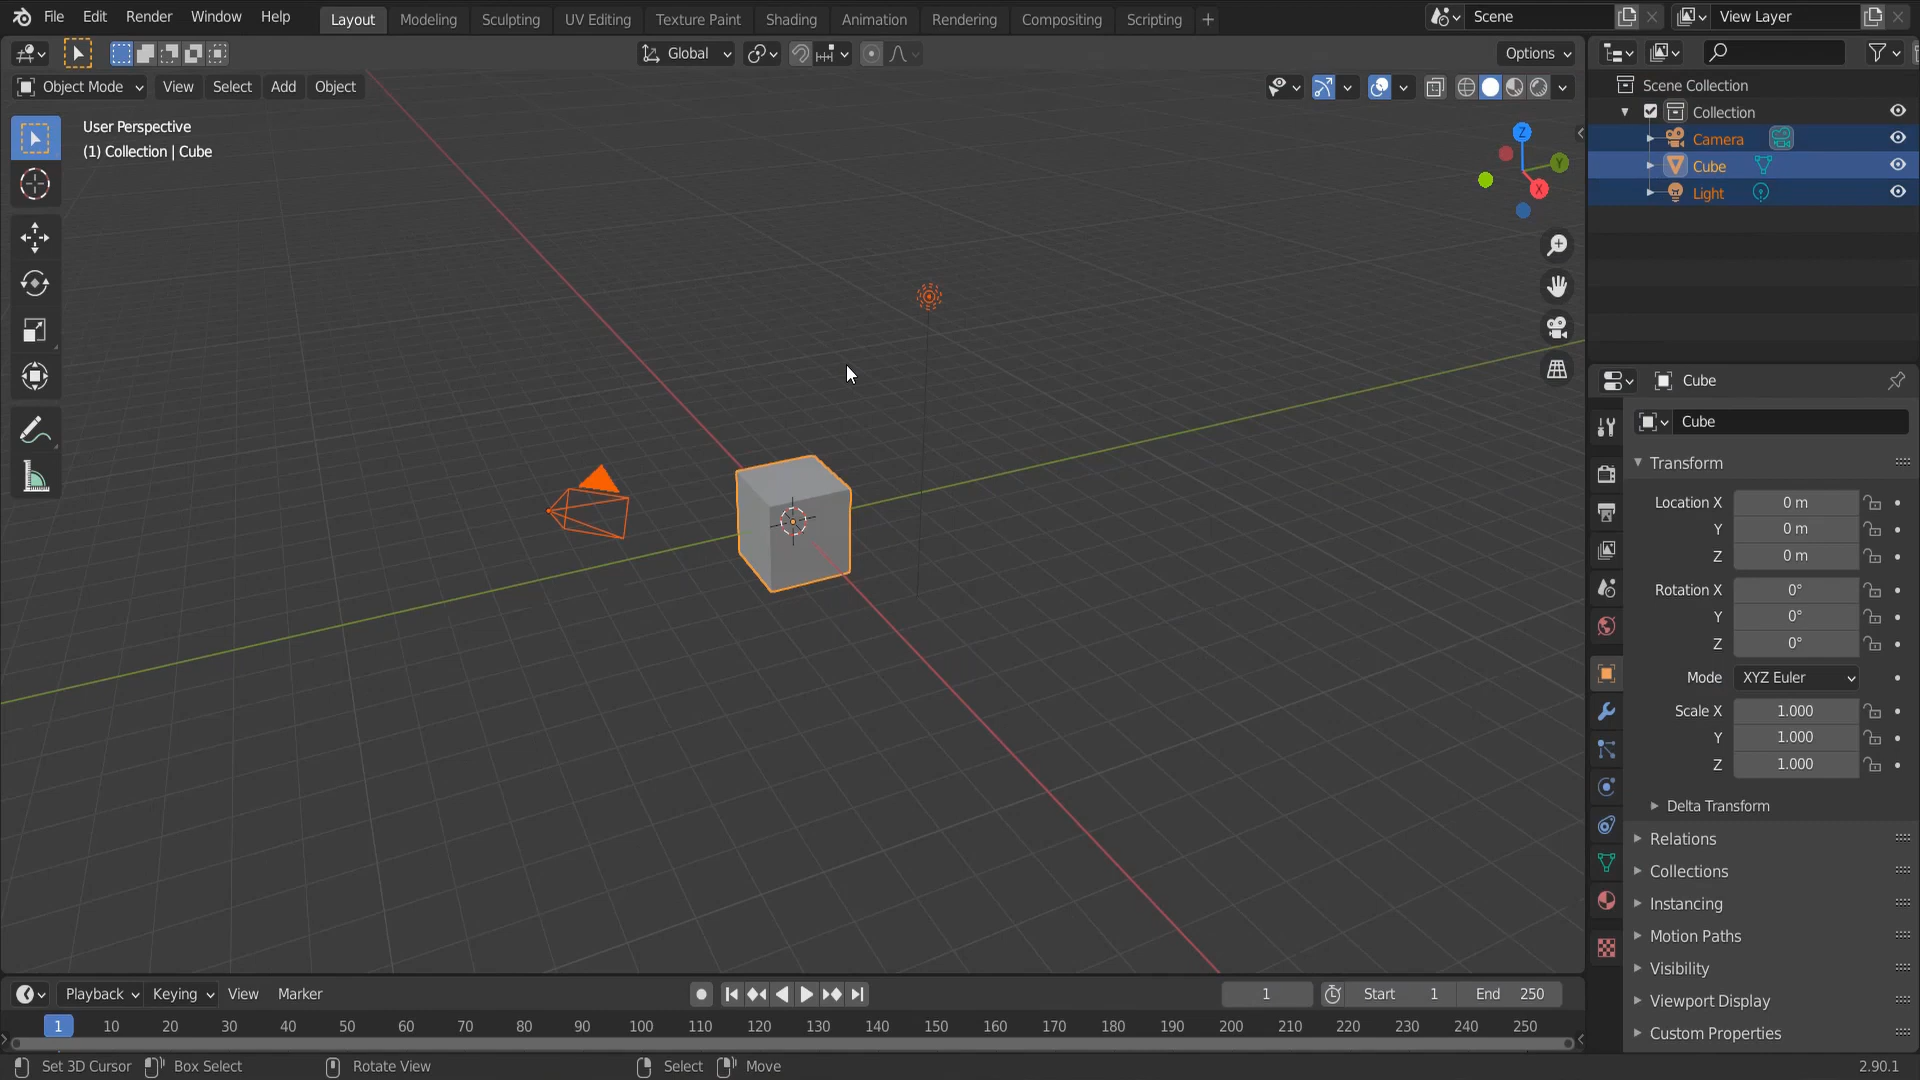 File Edit Render Window Help Layout Modeling Sculpting UV Editing Texture Paint Shading Animation Rendering Compositing Scripting + Scene View Layer
Global Options
Object Mode View Select Add Object
User Perspective
(1) Collection | Cube
Z
Y
X
Scene Collection
Collection
Camera
Cube
Light
Cube
Cube
Transform
Location X 0 m
Y 0 m
Z 0 m
Rotation X 0°
Y 0°
Z 0°
Mode XYZ Euler
Scale X 1.000
Y 1.000
Z 1.000
Delta Transform
Relations
Collections
Instancing
Motion Paths
Visibility
Viewport Display
Custom Properties
Playback Keying View Marker 1 Start 1 End 250
1 10 20 30 40 50 60 70 80 90 100 110 120 130 140 150 160 170 180 190 200 210 220 230 240 250
Set 3D Cursor Box Select Rotate View Select Move 2.90.1